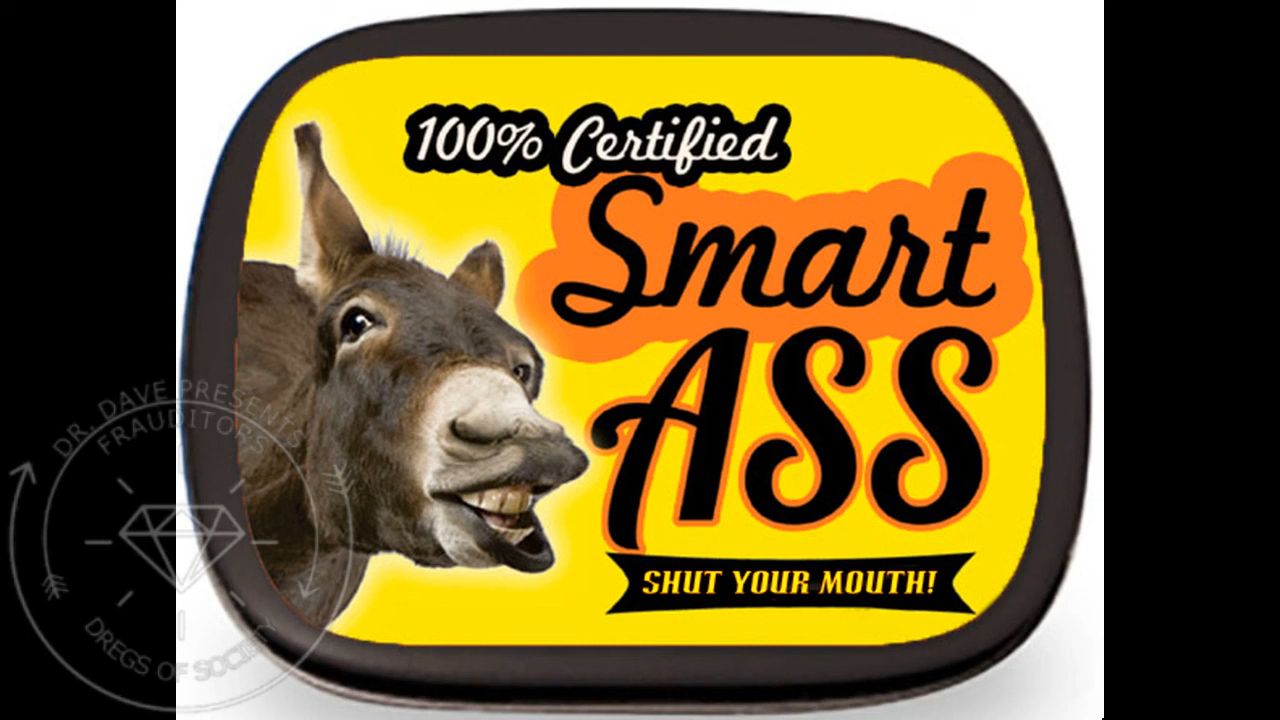 100% Certified
Smart
ASS
SHUT YOUR MOUTH!
DR. DAVE PRESENTS
FRAUDITORS
DREGS OF SOCIETY